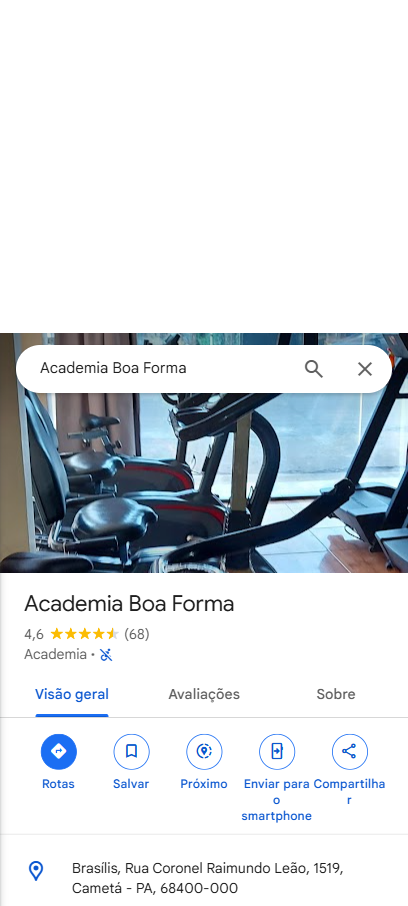 Academia Boa Forma
Academia Boa Forma
4,6 (68)
Academia ·
Visão geral Avaliações Sobre
Rotas Salvar Próximo Enviar para o smartphone Compartilhar
Brasílis, Rua Coronel Raimundo Leão, 1519,
Cametá - PA, 68400-000